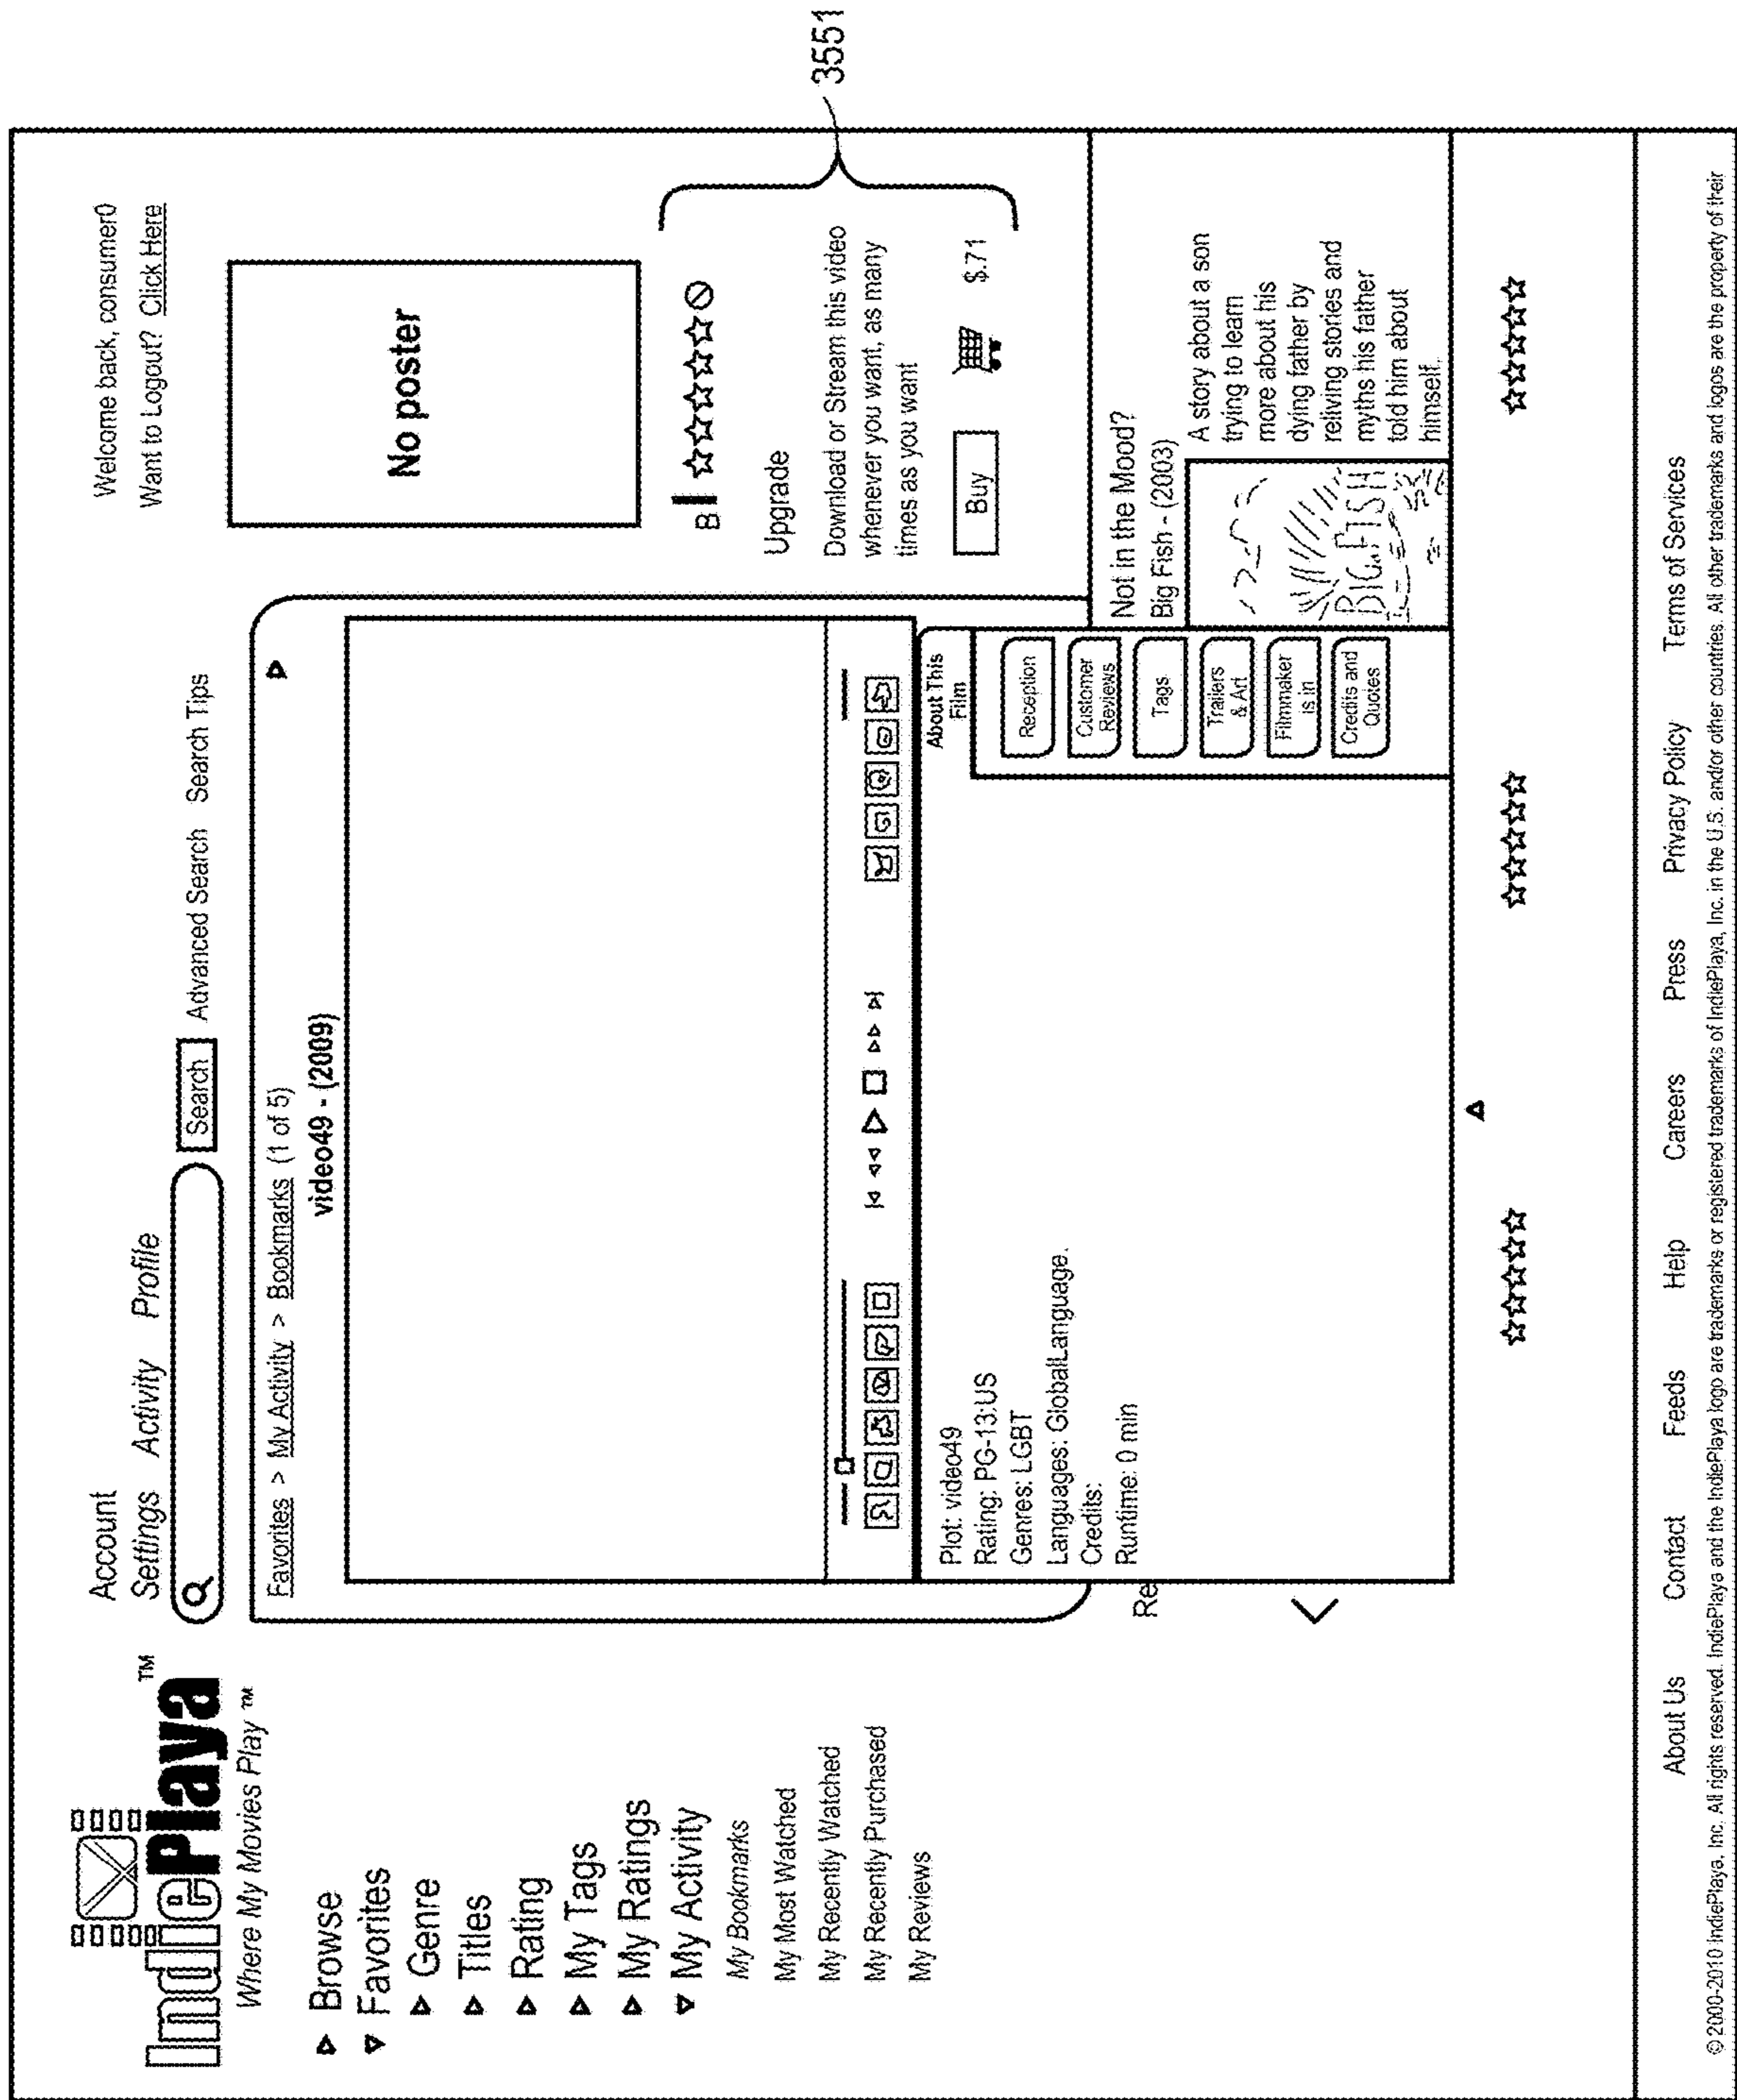 IndiePlaya™
Where My Movies Play ™
Account
Settings Activity Profile
Search Advanced Search Search Tips
Welcome back, consumer0
Want to Logout? Click Here
Browse
Favorites
Genre
Titles
Rating
My Tags
My Ratings
My Activity
My Bookmarks
My Most Watched
My Recently Watched
My Recently Purchased
My Reviews
Favorites > My Activity > Bookmarks (1 of 5)
video49 - (2009)
No poster
B
Upgrade
Download or Stream this video
whenever you want, as many
times as you want
Buy $.71
3551
Plot: video49
Rating: PG-13:US
Genres: LGBT
Languages: GlobalLanguage.
Credits:
Runtime: 0 min
Re
About This
Film
Reception
Customer
Reviews
Tags
Trailers
& Art
Filmmaker
is in
Credits and
Quotes
Not in the Mood?
Big Fish - (2003)
BIG FISH
A story about a son
trying to learn
more about his
dying father by
reliving stories and
myths his father
told him about
himself.
About Us Contact Feeds Help Careers Press Privacy Policy Terms of Services
© 2000-2010 IndiePlaya, Inc. All rights reserved. IndiePlaya and the IndiePlaya logo are trademarks or registered trademarks of IndiePlaya, Inc. in the U.S. and/or other countries. All other trademarks and logos are the property of their